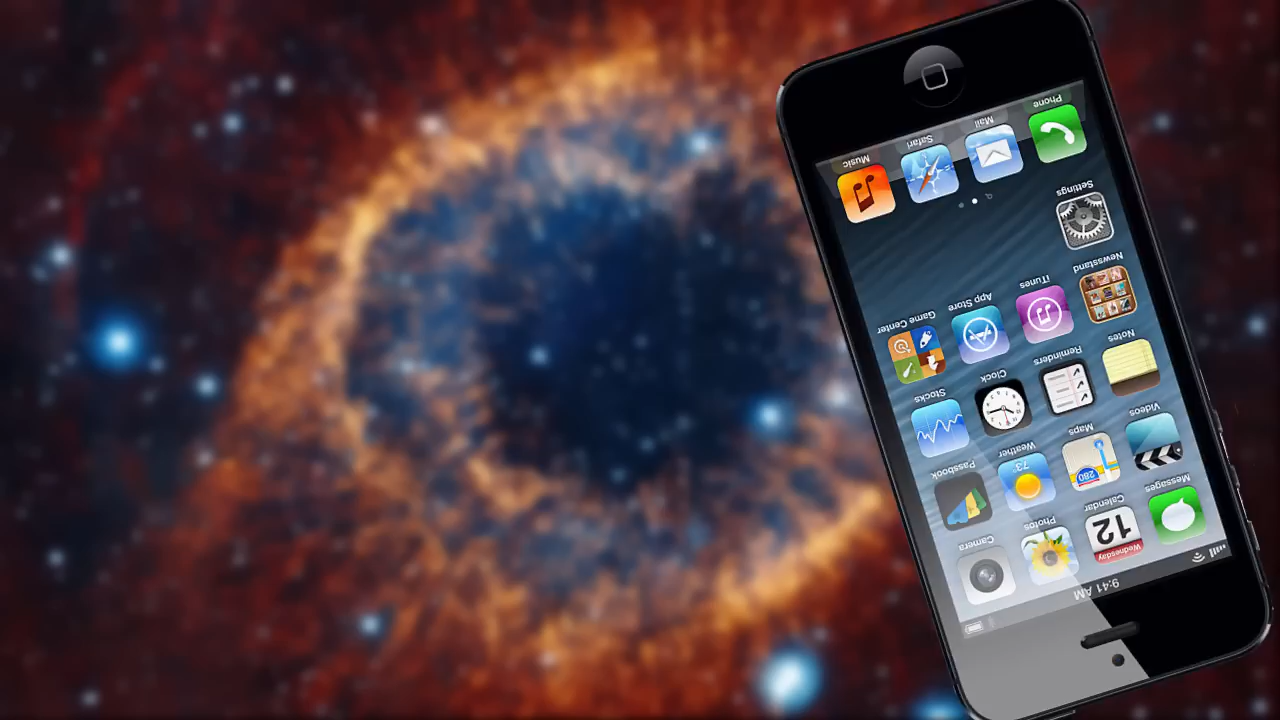 9:41 AM
Messages
Wednesday
12
Calendar
Photos
Camera
Videos
280
Maps
73°
Weather
Passbook
Notes
Reminders
Clock
Stocks
Newsstand
iTunes
App Store
Game Center
Settings
Phone
Mail
Safari
Music